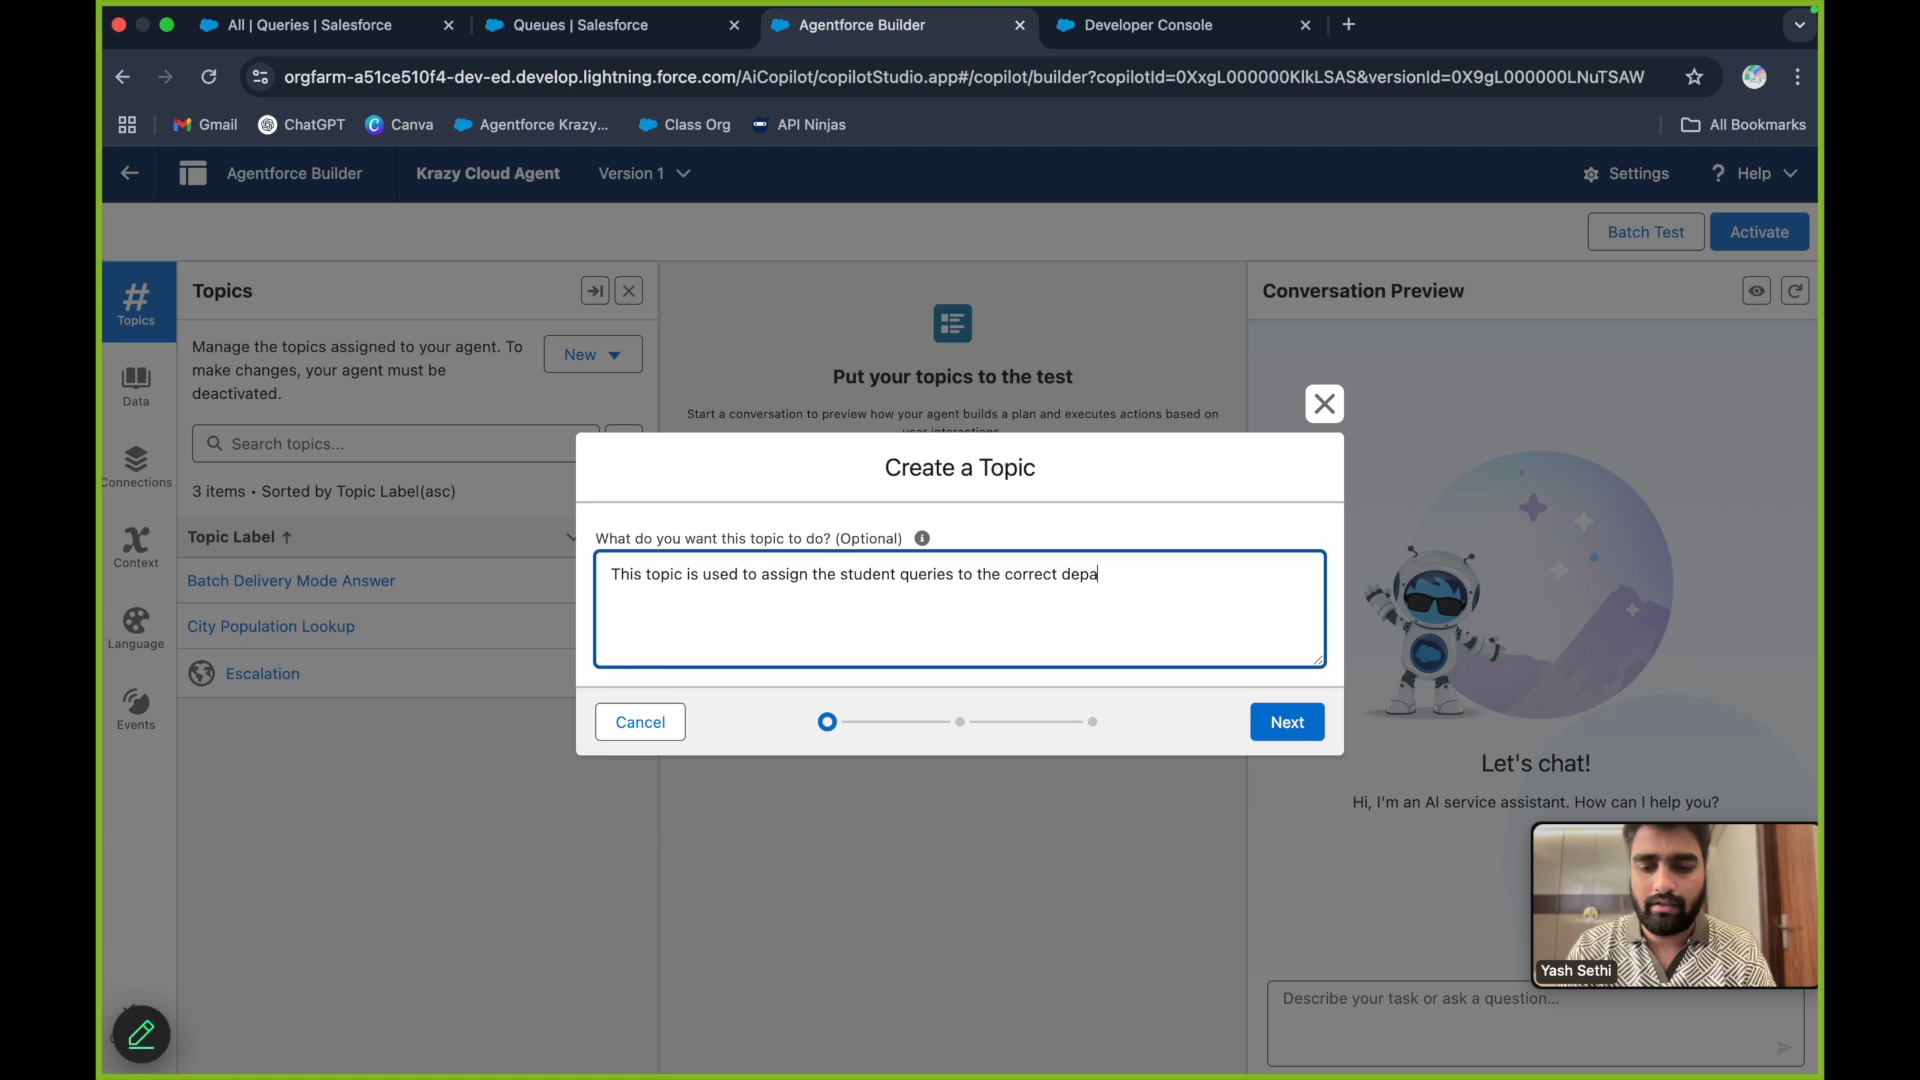 All | Queries | Salesforce
Queues | Salesforce
Agentforce Builder
Developer Console
orgfarm-a51ce510f4-dev-ed.develop.lightning.force.com/AiCopilot/copilotStudio.app#/copilot/builder?copilotId=0XxgL000000KlkLSAS&versionId=0X9gL000000LNuTSAW
Gmail
ChatGPT
Canva
Agentforce Krazy...
Class Org
API Ninjas
All Bookmarks
Agentforce Builder
Krazy Cloud Agent
Version 1
Settings
? Help
Batch Test
Activate
# Topics
Data
Connections
Context
Language
Events
Topics
Manage the topics assigned to your agent. To
make changes, your agent must be
deactivated.
New
Search topics...
3 items • Sorted by Topic Label(asc)
Topic Label ↑
Batch Delivery Mode Answer
City Population Lookup
Escalation
Put your topics to the test
Start a conversation to preview how your agent builds a plan and executes actions based on
user interactions.
Create a Topic
What do you want this topic to do? (Optional)
This topic is used to assign the student queries to the correct depa
Cancel
Next
Conversation Preview
Let's chat!
Hi, I'm an AI service assistant. How can I help you?
Yash Sethi
Describe your task or ask a question...